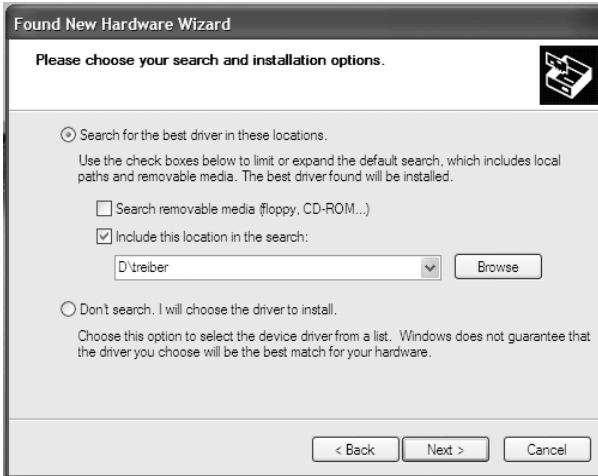 Found New Hardware Wizard
Please choose your search and installation options.
Search for the best driver in these locations.
Use the check boxes below to limit or expand the default search, which includes local
paths and removable media. The best driver found will be installed.
Search removable media (floppy, CD-ROM...)
Include this location in the search:
D\treiber
Browse
Don't search. I will choose the driver to install.
Choose this option to select the device driver from a list. Windows does not guarantee that
the driver you choose will be the best match for your hardware.
< Back
Next >
Cancel